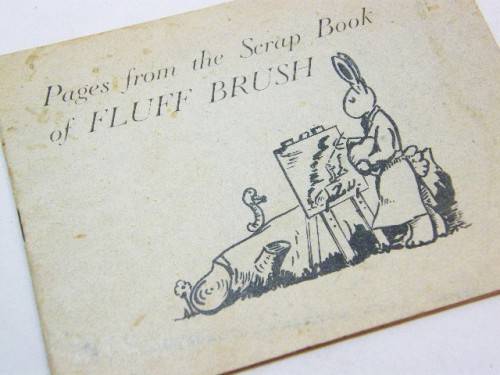 Pages from the Scrap Book
of FLUFF BRUSH